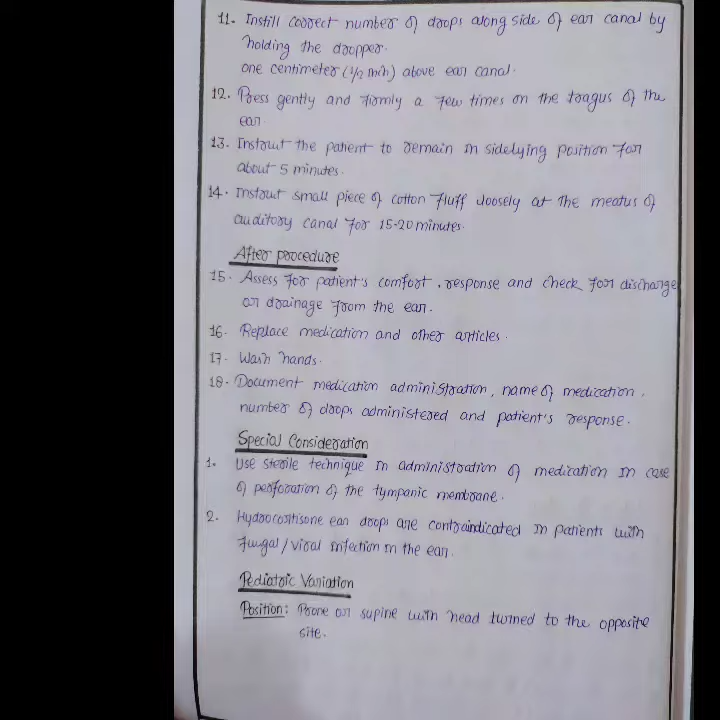 11. Instill correct number of drops along side of ear canal by
holding the dropper.
one centimeter (1/2 inch) above ear canal.
12. Press gently and firmly a few times on the tragus of the
ear.
13. Instruct the patient to remain in sidelying position for
about 5 minutes.
14. Instruct small piece of cotton fluff loosely at the meatus of
auditory canal for 15-20 minutes.
After procedure
15. Assess for patient's comfort, response and check for discharge
or drainage from the ear.
16. Replace medication and other articles.
17. Wash hands.
18. Document medication administration, name of medication,
number of drops administered and patient's response.
Special Consideration
1. Use sterile technique in administration of medication in case
of perforation of the tympanic membrane.
2. Hydrocortisone ear drops are contraindicated in patients with
fungal/viral infection in the ear.
Pediatric Variation
Position: Prone or supine with head turned to the opposite
site.